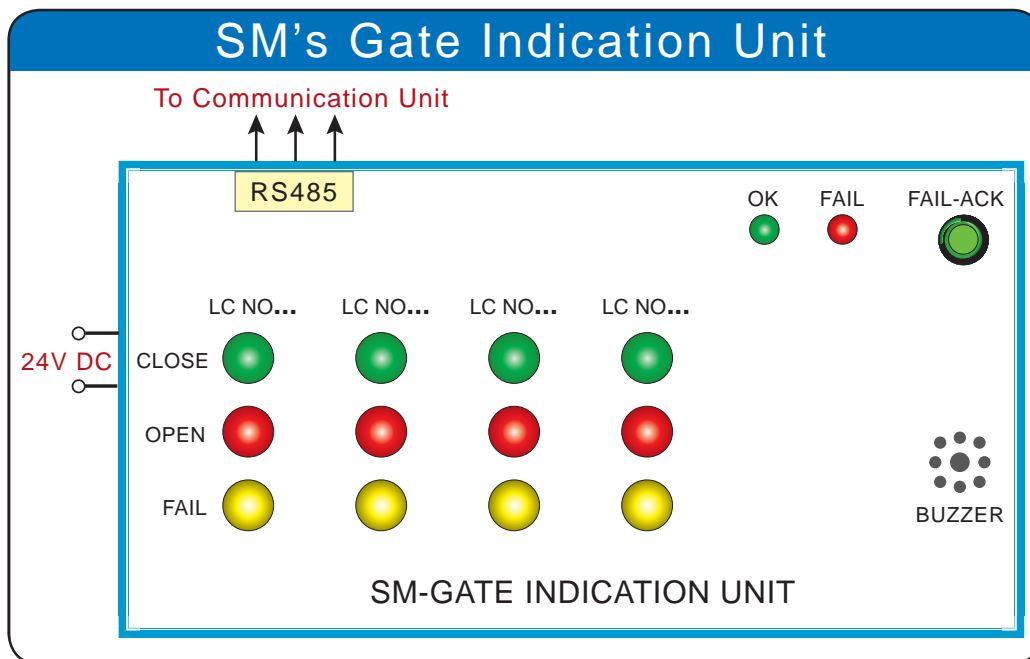 SM's Gate Indication Unit
To Communication Unit
RS485
OK FAIL FAIL-ACK
LC NO... LC NO... LC NO... LC NO...
24V DC
CLOSE
OPEN
FAIL
BUZZER
SM-GATE INDICATION UNIT